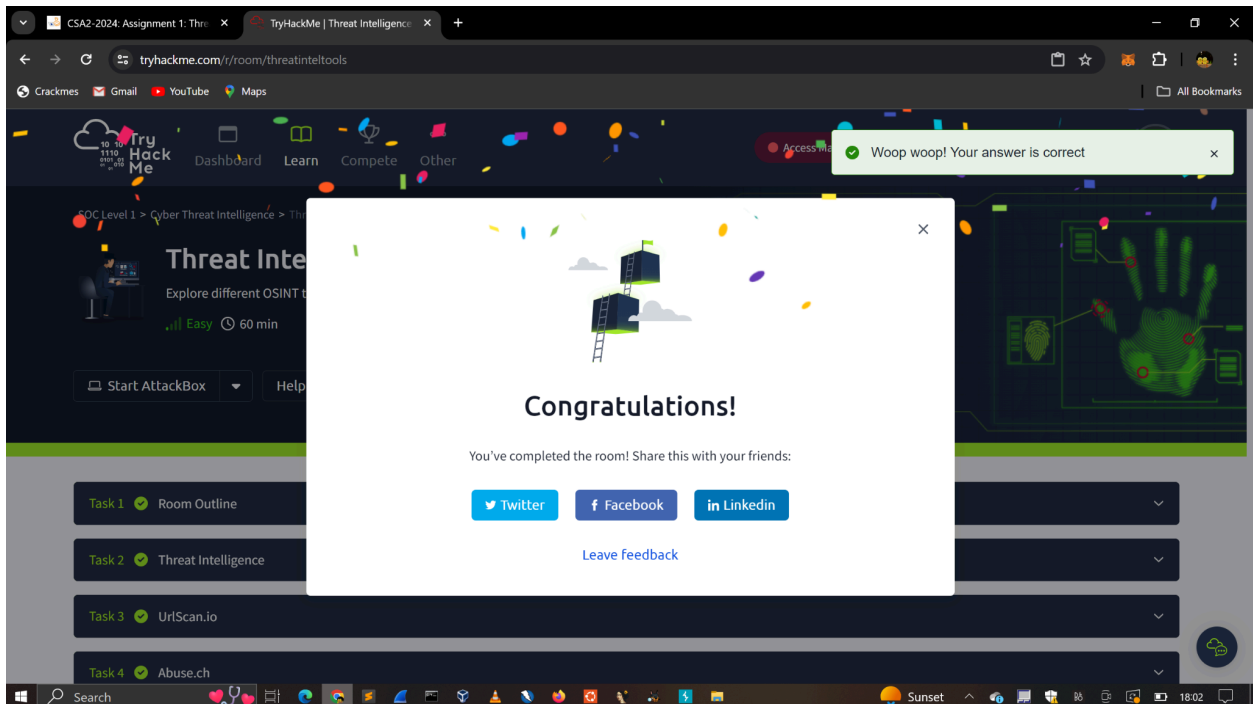 CSA2-2024: Assignment 1: Thre
TryHackMe | Threat Intelligence
tryhackme.com/r/room/threatinteltools
Crackmes
Gmail
YouTube
Maps
All Bookmarks
Try
Hack
Me
Dashboard
Learn
Compete
Other
Access Ma
Woop woop! Your answer is correct
SOC Level 1 > Cyber Threat Intelligence > Thr
Threat Inte
Explore different OSINT t
Easy
60 min
Start AttackBox
Help
Congratulations!
You've completed the room! Share this with your friends:
Twitter
Facebook
in Linkedin
Leave feedback
Task 1
Room Outline
Task 2
Threat Intelligence
Task 3
UrlScan.io
Task 4
Abuse.ch
Search
Sunset
18:02